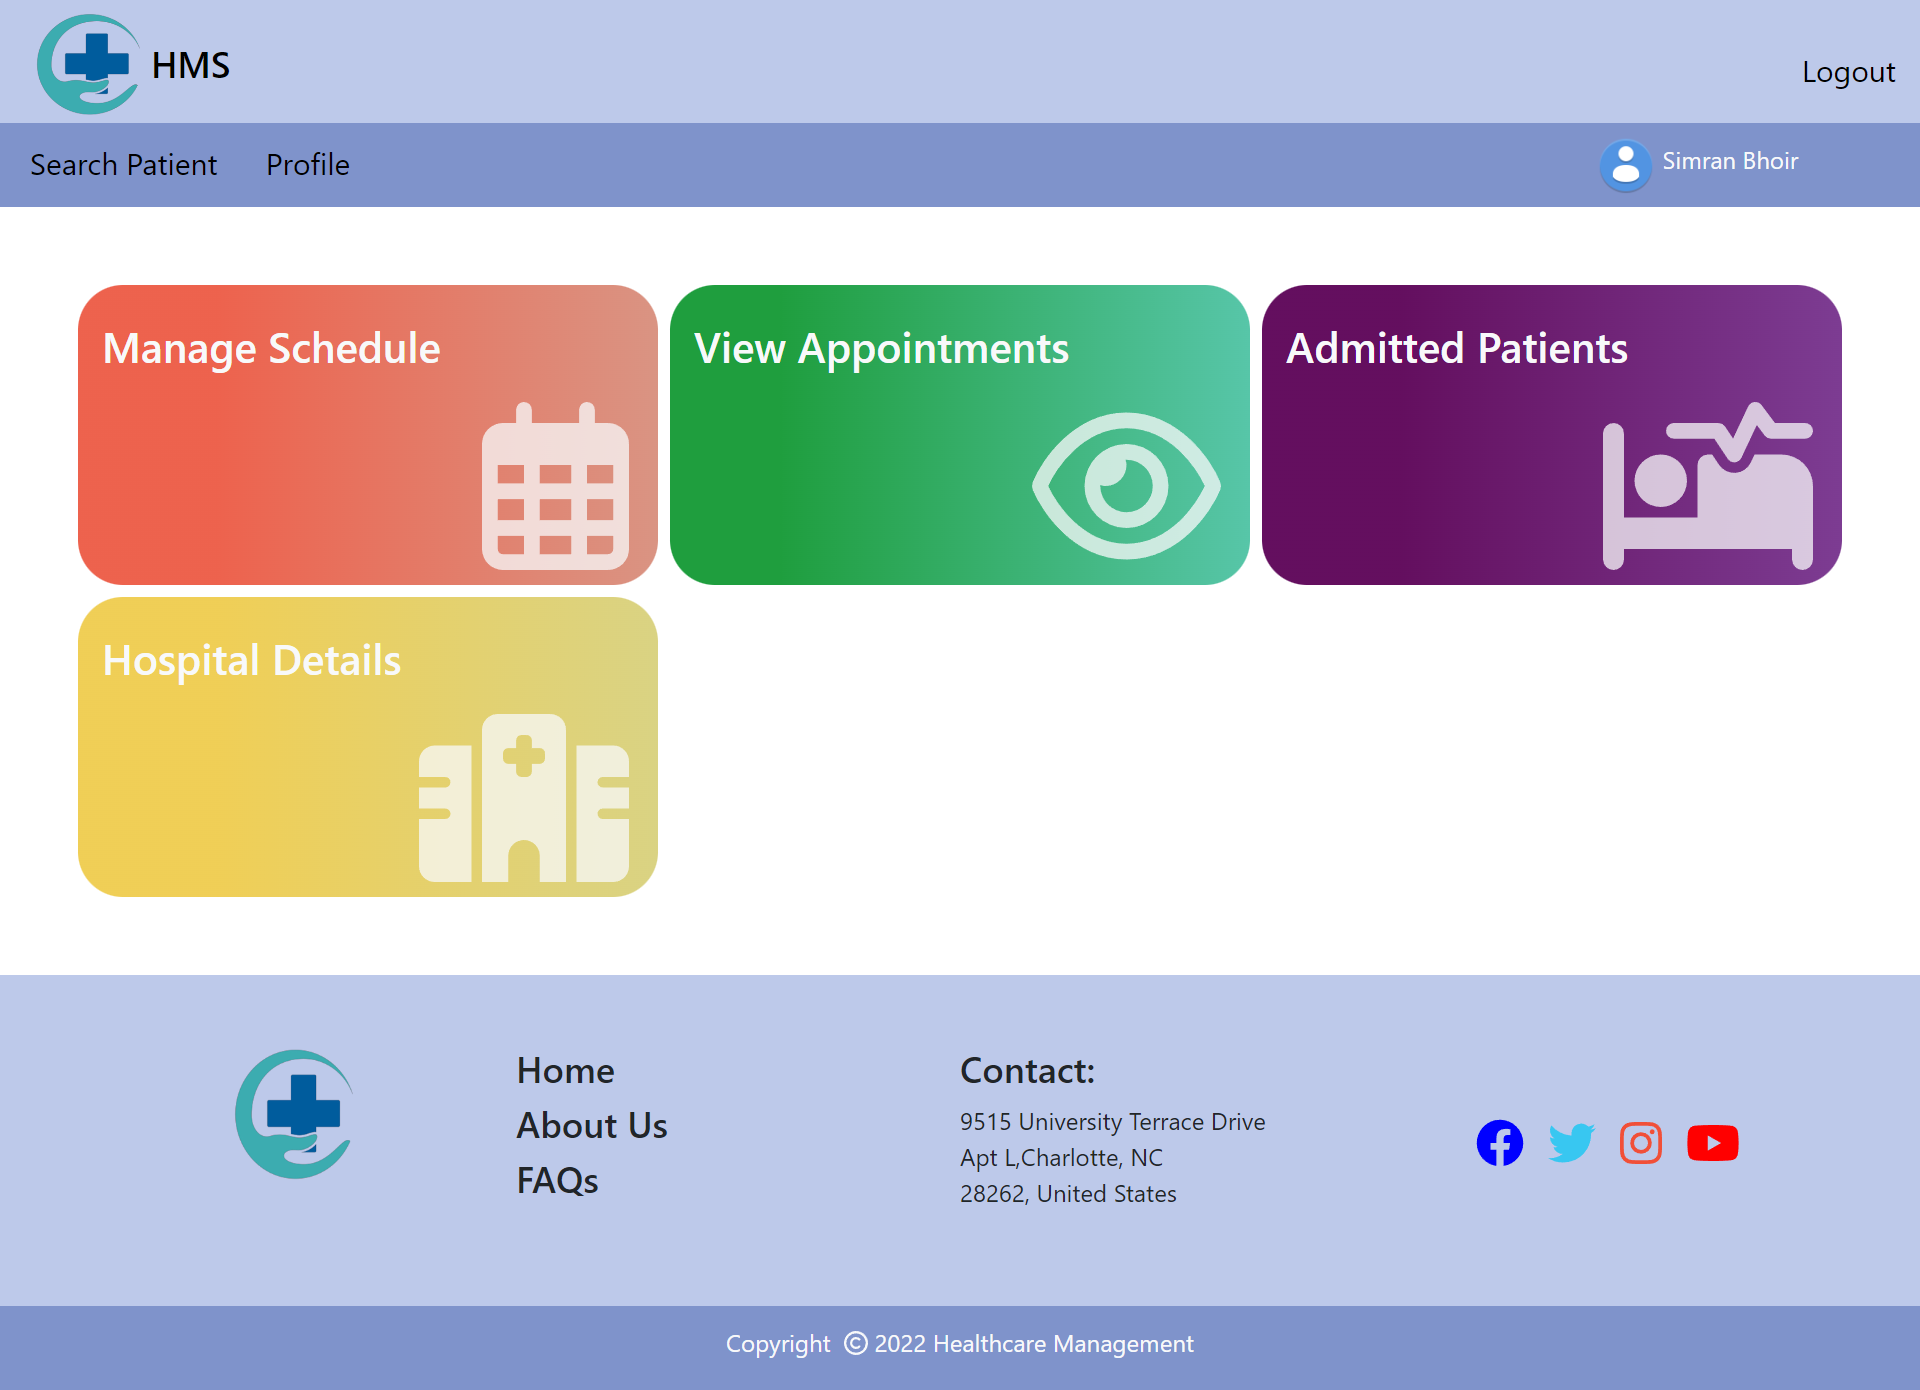 HMS
Logout
Search Patient
Profile
Simran Bhoir
Manage Schedule
View Appointments
Admitted Patients
Hospital Details
Home
About Us
FAQs
Contact:
9515 University Terrace Drive
Apt L,Charlotte, NC
28262, United States
Copyright © 2022 Healthcare Management